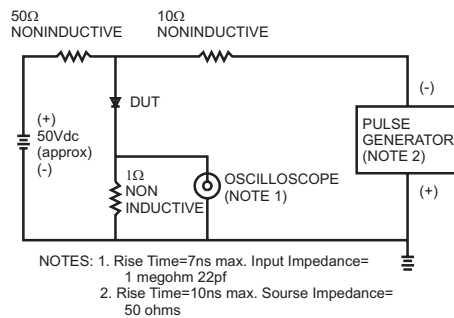 50Ω
NONINDUCTIVE
10Ω
NONINDUCTIVE
(+)
50Vdc
(approx)
(-)
DUT
1Ω
NON
INDUCTIVE
OSCILLOSCOPE
(NOTE 1)
(-)
PULSE
GENERATOR
(NOTE 2)
(+)
NOTES: 1. Rise Time=7ns max. Input Impedance=
1 megohm 22pf
2. Rise Time=10ns max. Sourse Impedance=
50 ohms